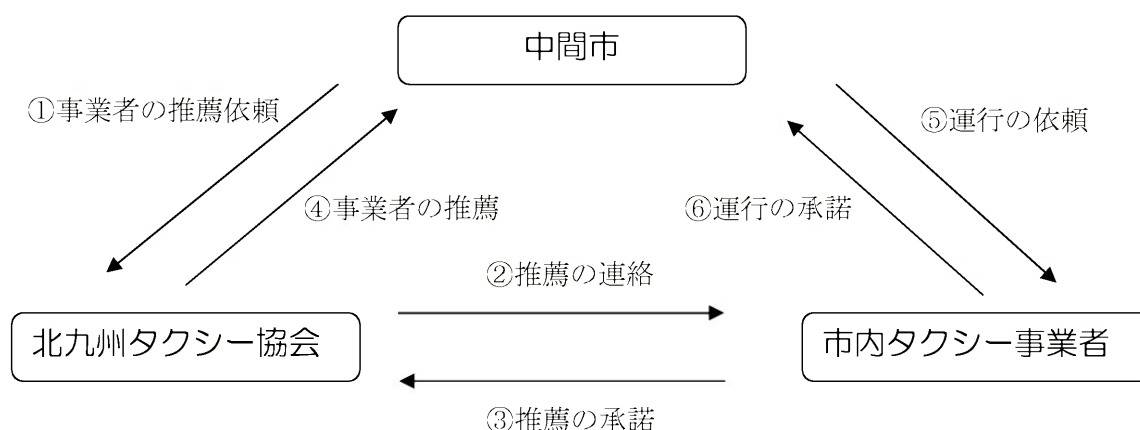 中間市
①事業者の推薦依頼
⑤運行の依頼
④事業者の推薦
⑥運行の承諾
②推薦の連絡
北九州タクシー協会
市内タクシー事業者
③推薦の承諾